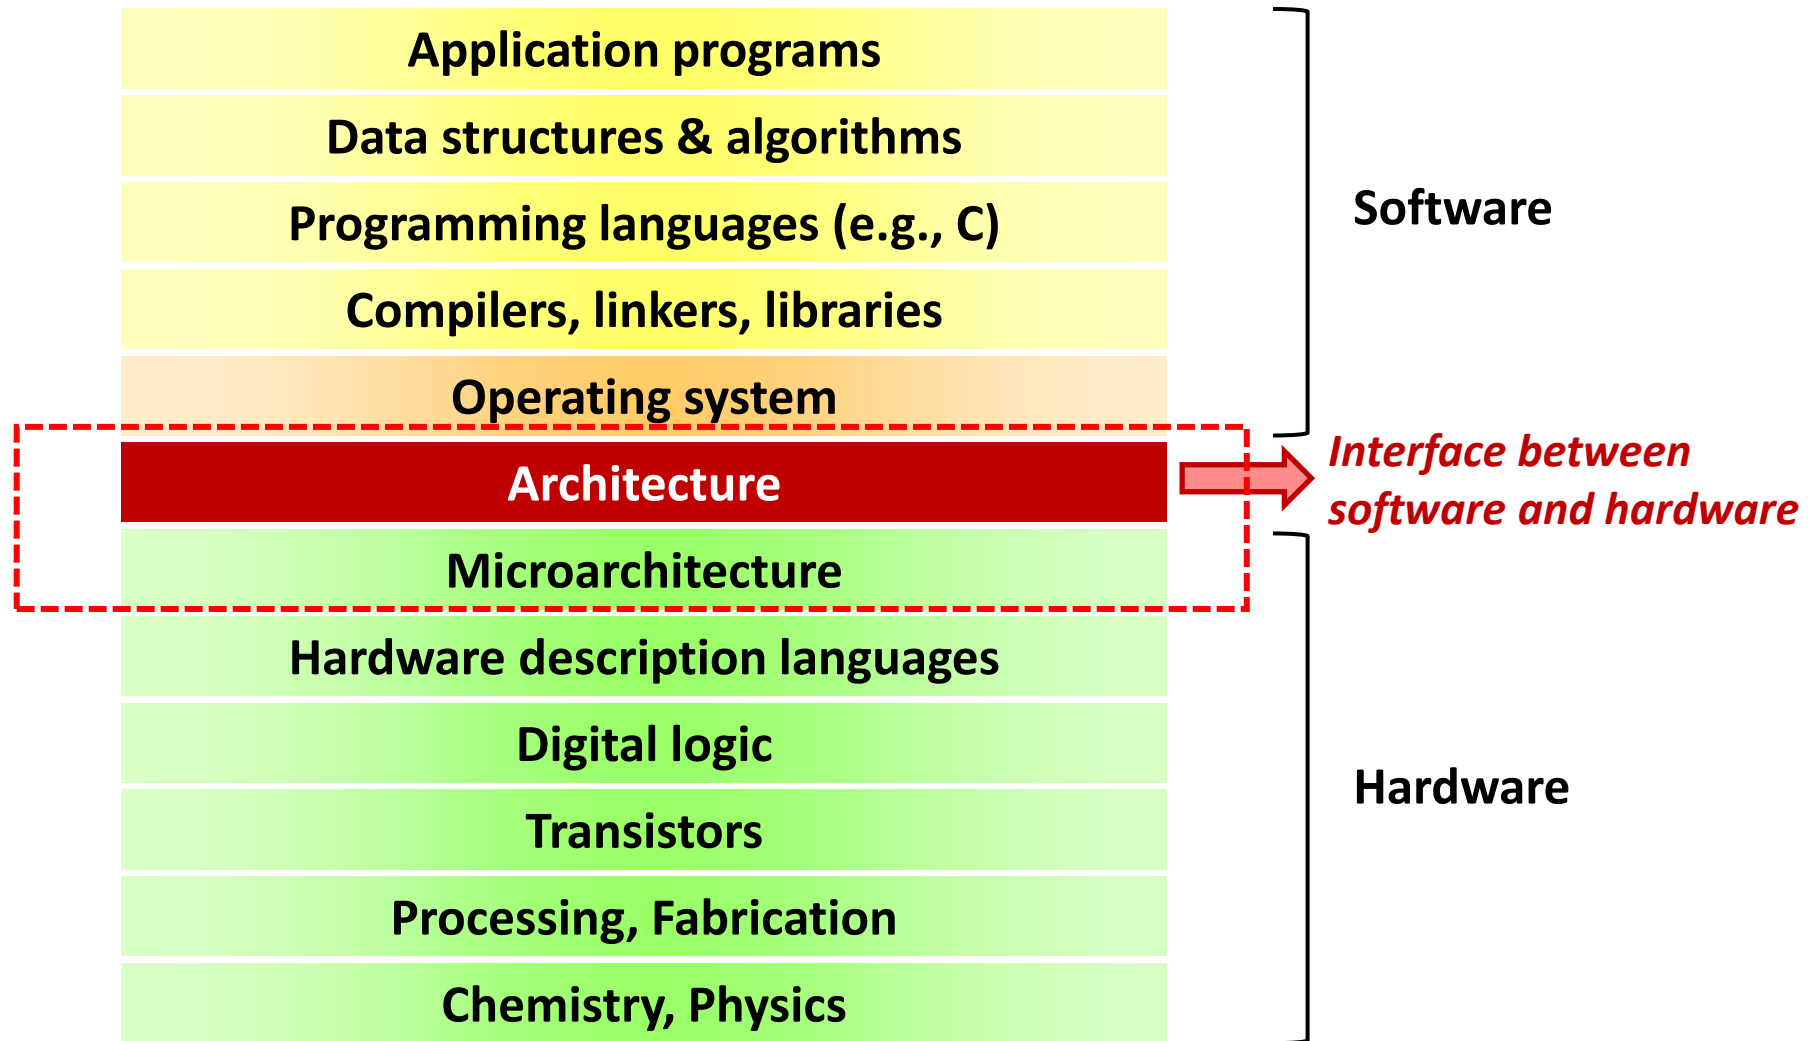 Application programs
Data structures & algorithms
Programming languages (e.g., C)
Compilers, linkers, libraries
Software
Operating system
Architecture
Interface between
software and hardware
Microarchitecture
Hardware description languages
Digital logic
Transistors
Processing, Fabrication
Chemistry, Physics
Hardware